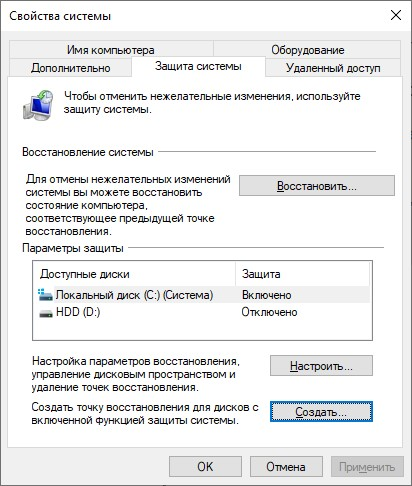 Свойства системы
Имя компьютера
Оборудование
Дополнительно
Защита системы
Удаленный доступ
Чтобы отменить нежелательные изменения, используйте
защиту системы.
Восстановление системы
Для отмены нежелательных изменений
системы вы можете восстановить
состояние компьютера,
соответствующее предыдущей точке
восстановления.
Восстановить...
Параметры защиты
Доступные диски
Защита
Локальный диск (C:) (Система)
Включено
HDD (D:)
Отключено
Настройка параметров восстановления,
управление дисковым пространством и
удаление точек восстановления.
Настроить...
Создать точку восстановления для дисков с
включенной функцией защиты системы.
Создать...
ОК
Отмена
Применить